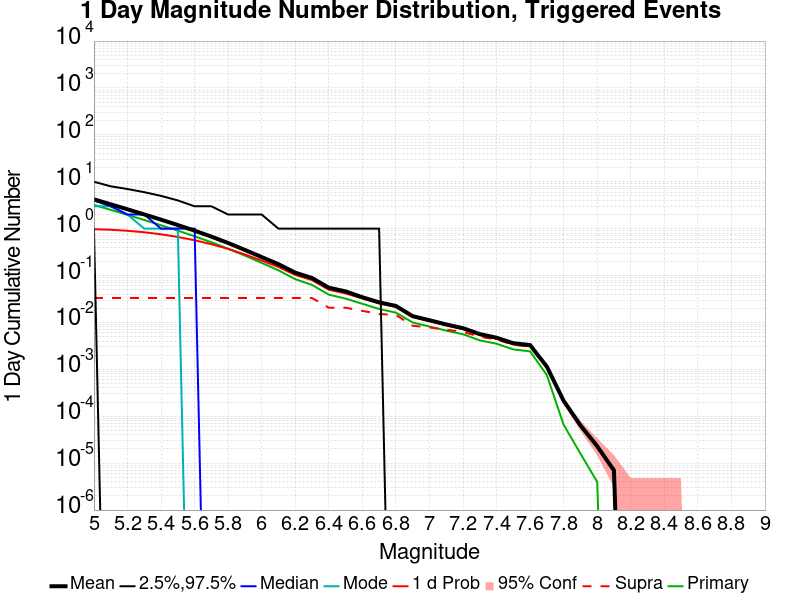 1 Day Magnitude Number Distribution, Triggered Events
10^4
10^3
10^2
10^1
10^0
10^-1
10^-2
10^-3
10^-4
10^-5
10^-6
1 Day Cumulative Number
5 5.2 5.4 5.6 5.8 6 6.2 6.4 6.6 6.8 7 7.2 7.4 7.6 7.8 8 8.2 8.4 8.6 8.8 9
Magnitude
Mean 2.5%,97.5% Median Mode 1 d Prob 95% Conf Supra Primary